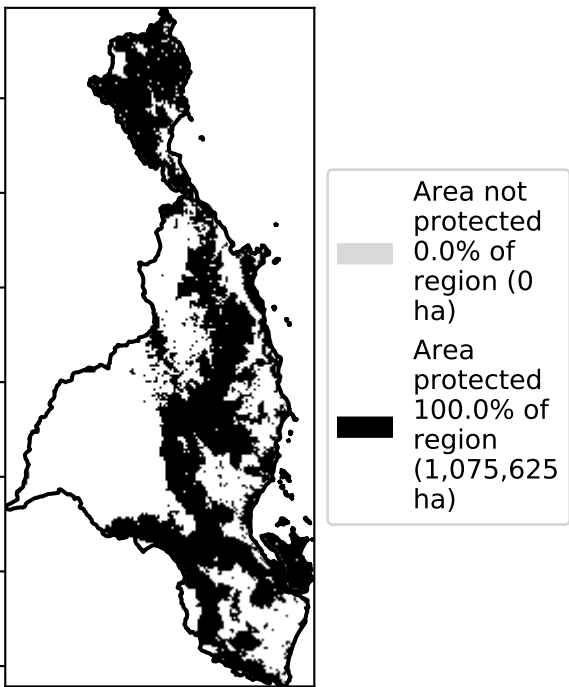 Area not
protected
0.0% of
region (0
ha)
Area
protected
100.0% of
region
(1,075,625
ha)